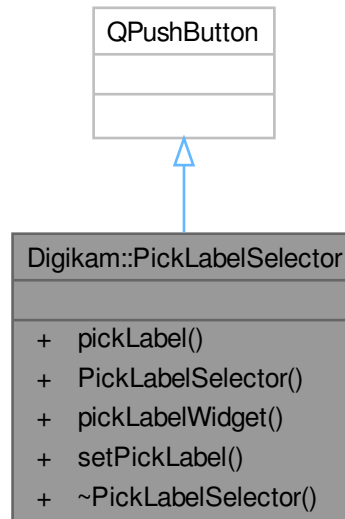 QPushButton
Digikam::PickLabelSelector
+ pickLabel()
+ PickLabelSelector()
+ pickLabelWidget()
+ setPickLabel()
+ ~PickLabelSelector()